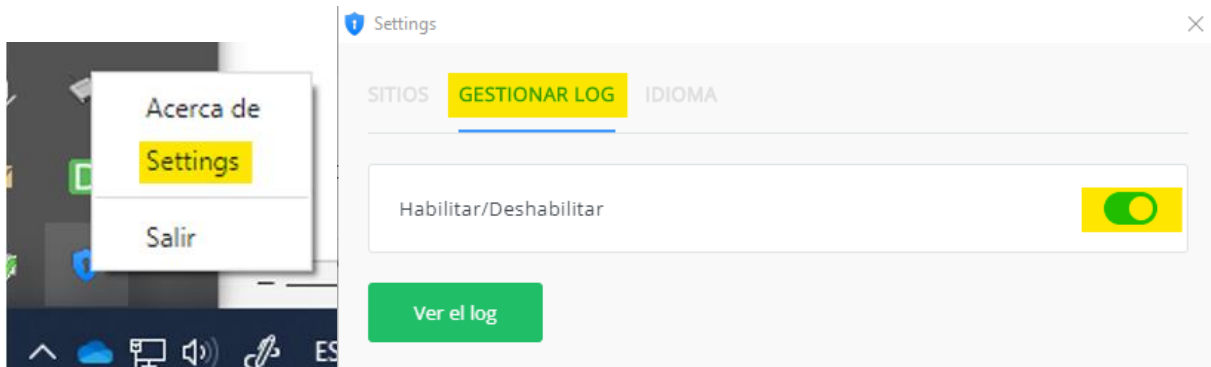 Acerca de
Settings
Salir
ES
Settings
SITIOS GESTIONAR LOG IDIOMA
Habilitar/Deshabilitar
Ver el log